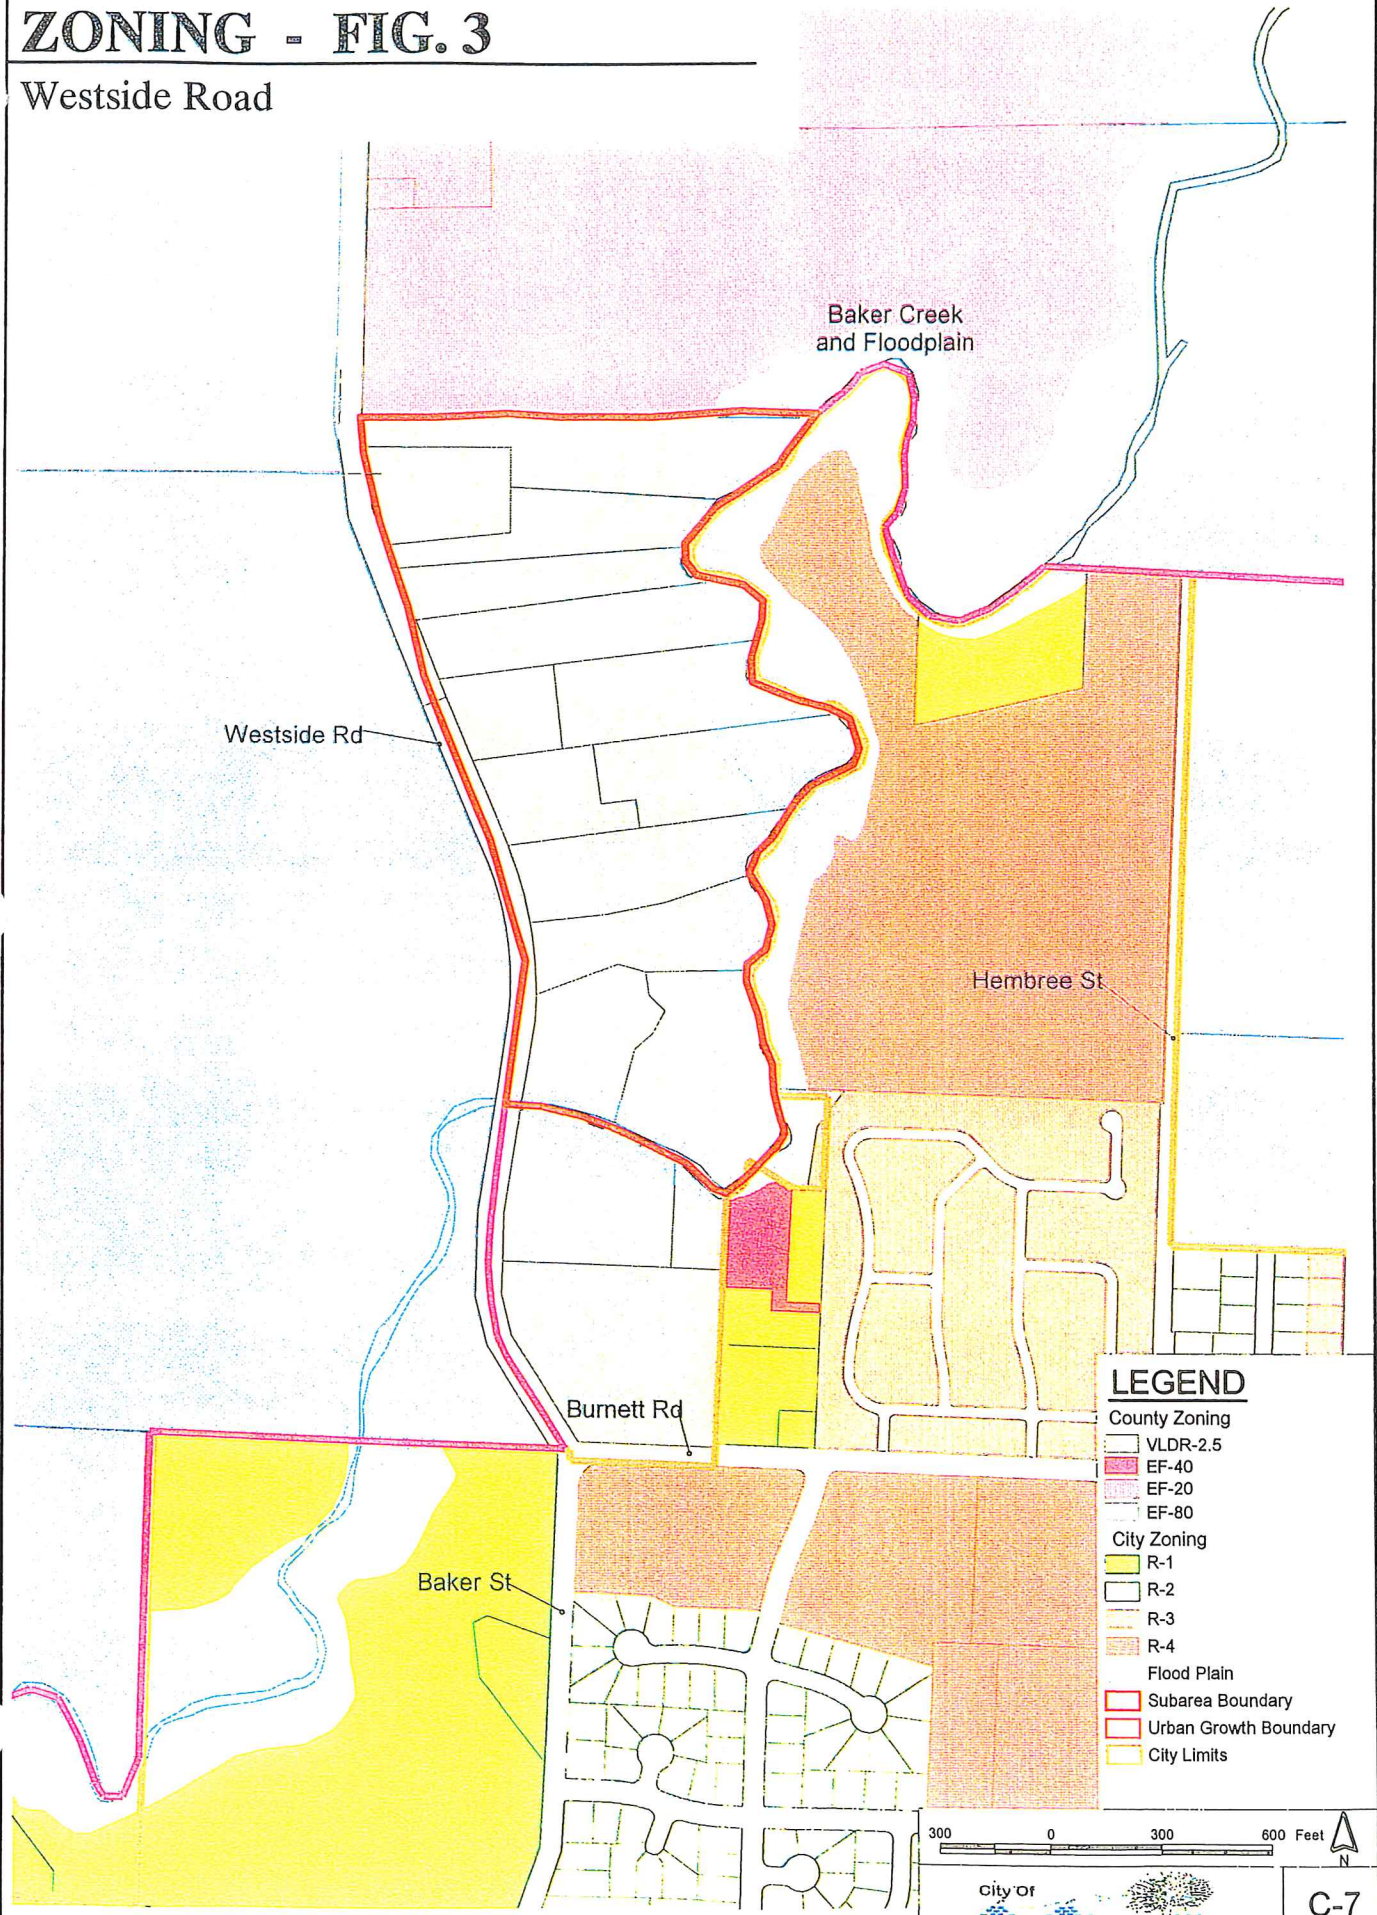 ZONING - FIG. 3
Westside Road
Baker Creek
and Floodplain
Westside Rd
Hembree St
Burnett Rd
Baker St
LEGEND
County Zoning
VLDR-2.5
EF-40
EF-20
EF-80
City Zoning
R-1
R-2
R-3
R-4
Flood Plain
Subarea Boundary
Urban Growth Boundary
City Limits
300 0 300 600 Feet
N
City Of
C-7